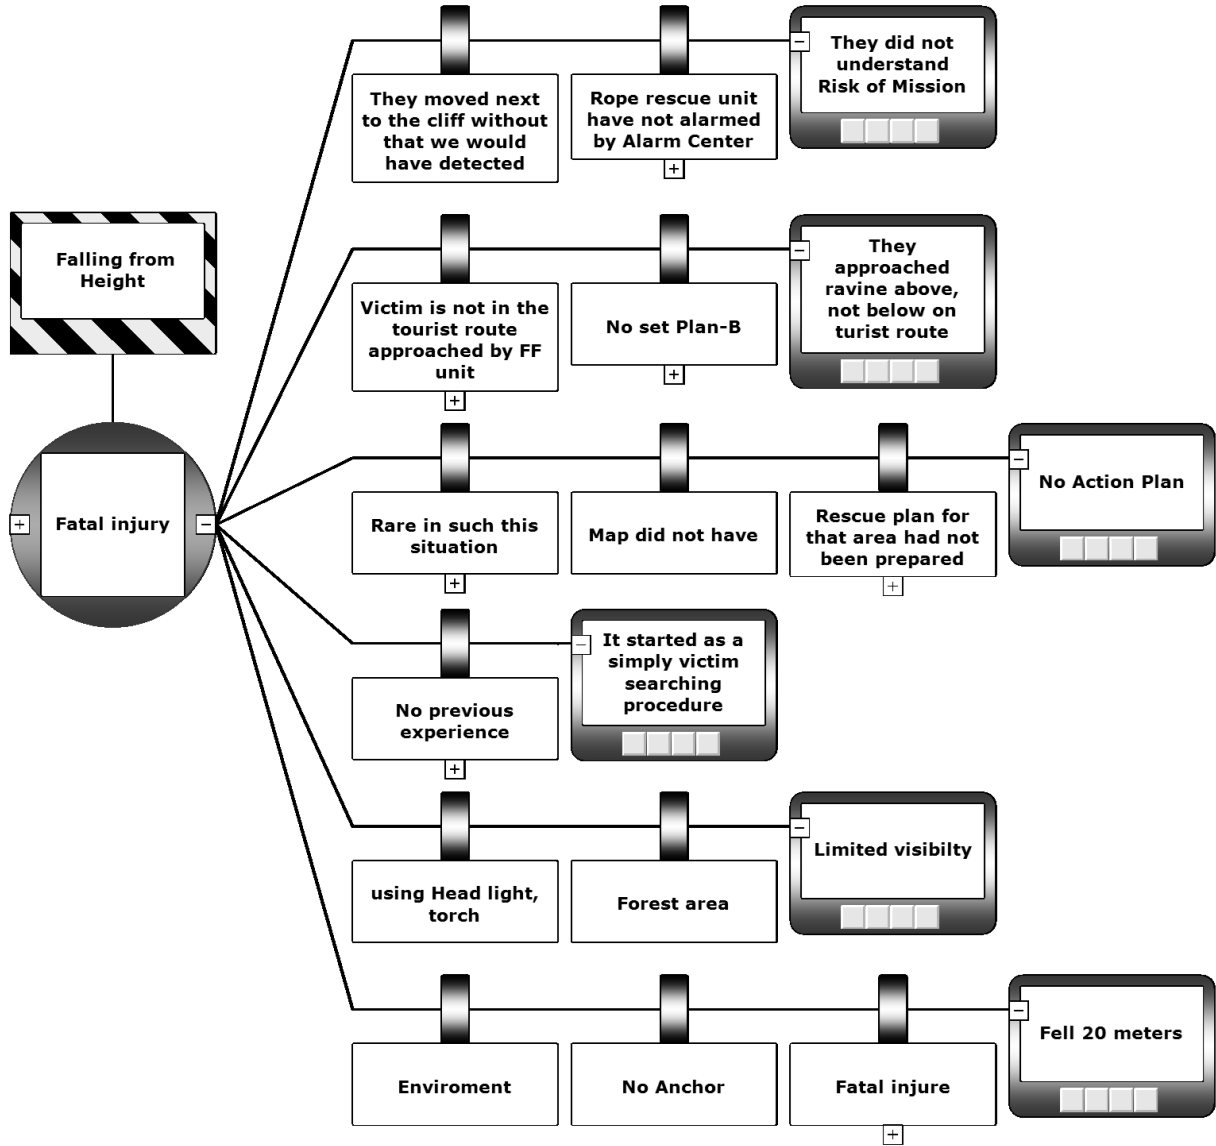 They moved next
to the cliff without
that we would
have detected
Rope rescue unit
have not alarmed
by Alarm Center
They did not
understand
Risk of Mission
Falling from
Height
Victim is not in the
tourist route
approached by FF
unit
No set Plan-B
They
approached
ravine above,
not below on
turist route
Fatal injury
Rare in such this
situation
Map did not have
Rescue plan for
that area had not
been prepared
No Action Plan
No previous
experience
It started as a
simply victim
searching
procedure
using Head light,
torch
Forest area
Limited visibilty
Enviroment
No Anchor
Fatal injure
Fell 20 meters